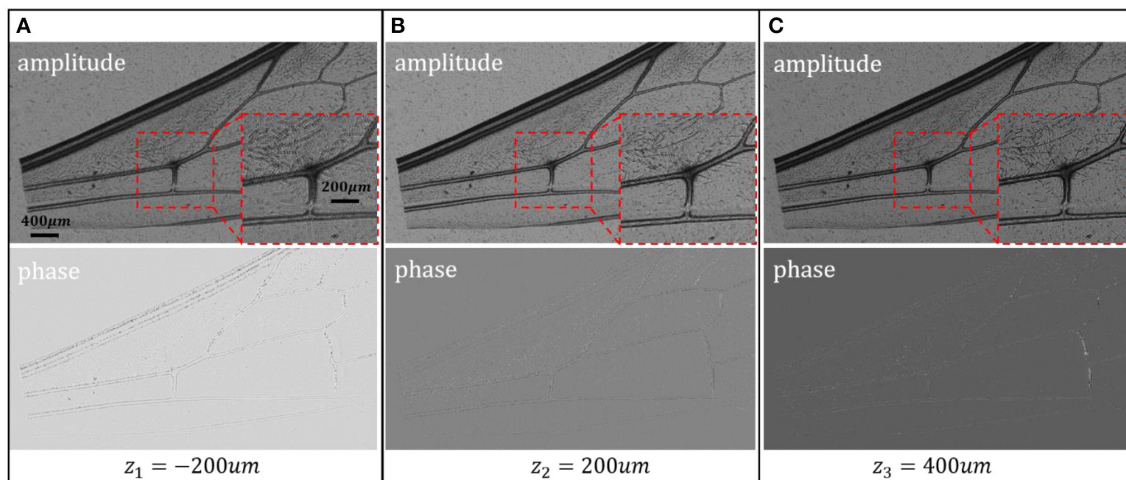 A
amplitude
200μm
400μm
phase
z₁ = −200um
B
amplitude
phase
z₂ = 200um
C
amplitude
phase
z₃ = 400um